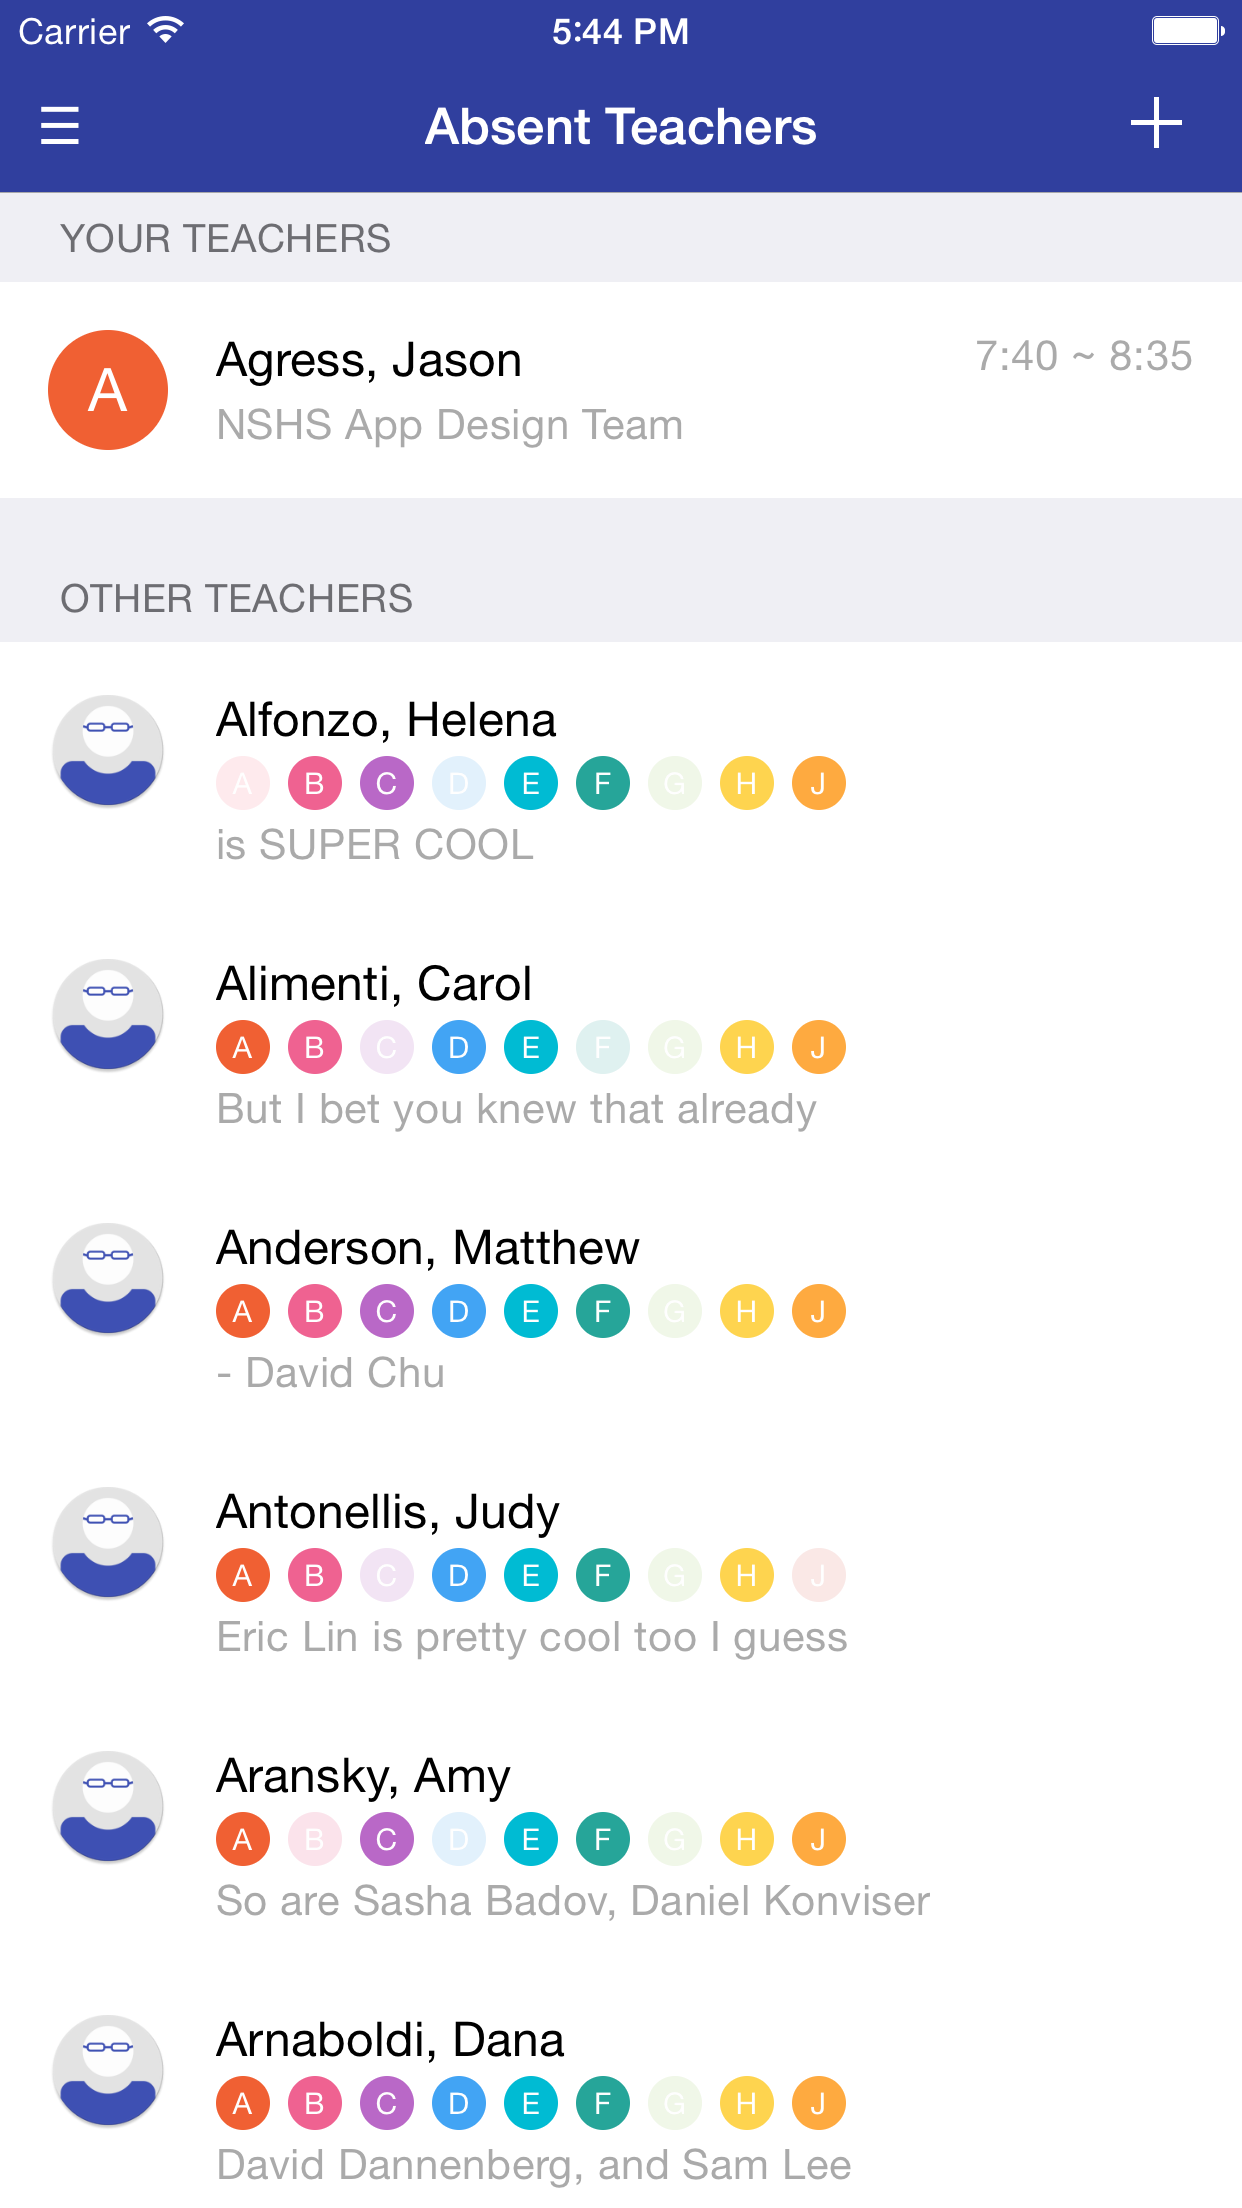 Carrier 5:44 PM
Absent Teachers
YOUR TEACHERS
A Agress, Jason 7:40 ~ 8:35
NSHS App Design Team
OTHER TEACHERS
Alfonzo, Helena
A B C D E F G H J
is SUPER COOL
Alimenti, Carol
A B C D E F G H J
But I bet you knew that already
Anderson, Matthew
A B C D E F G H J
- David Chu
Antonellis, Judy
A B C D E F G H J
Eric Lin is pretty cool too I guess
Aransky, Amy
A B C D E F G H J
So are Sasha Badov, Daniel Konviser
Arnaboldi, Dana
A B C D E F G H J
David Dannenberg, and Sam Lee